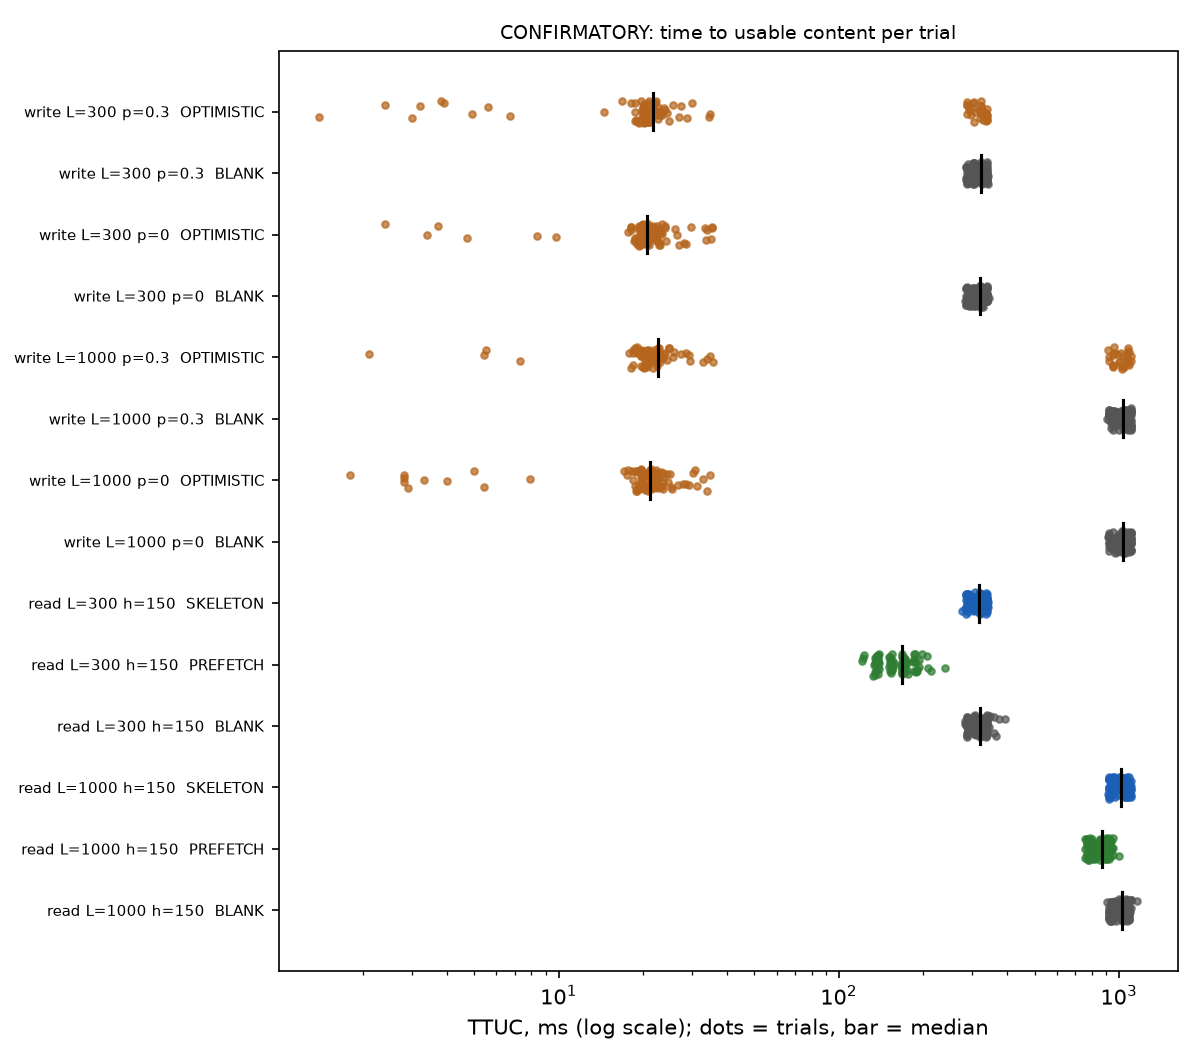 CONFIRMATORY: time to usable content per trial
write L=300 p=0.3  OPTIMISTIC
write L=300 p=0.3  BLANK
write L=300 p=0  OPTIMISTIC
write L=300 p=0  BLANK
write L=1000 p=0.3  OPTIMISTIC
write L=1000 p=0.3  BLANK
write L=1000 p=0  OPTIMISTIC
write L=1000 p=0  BLANK
read L=300 h=150  SKELETON
read L=300 h=150  PREFETCH
read L=300 h=150  BLANK
read L=1000 h=150  SKELETON
read L=1000 h=150  PREFETCH
read L=1000 h=150  BLANK
10¹ 10² 10³
TTUC, ms (log scale); dots = trials, bar = median